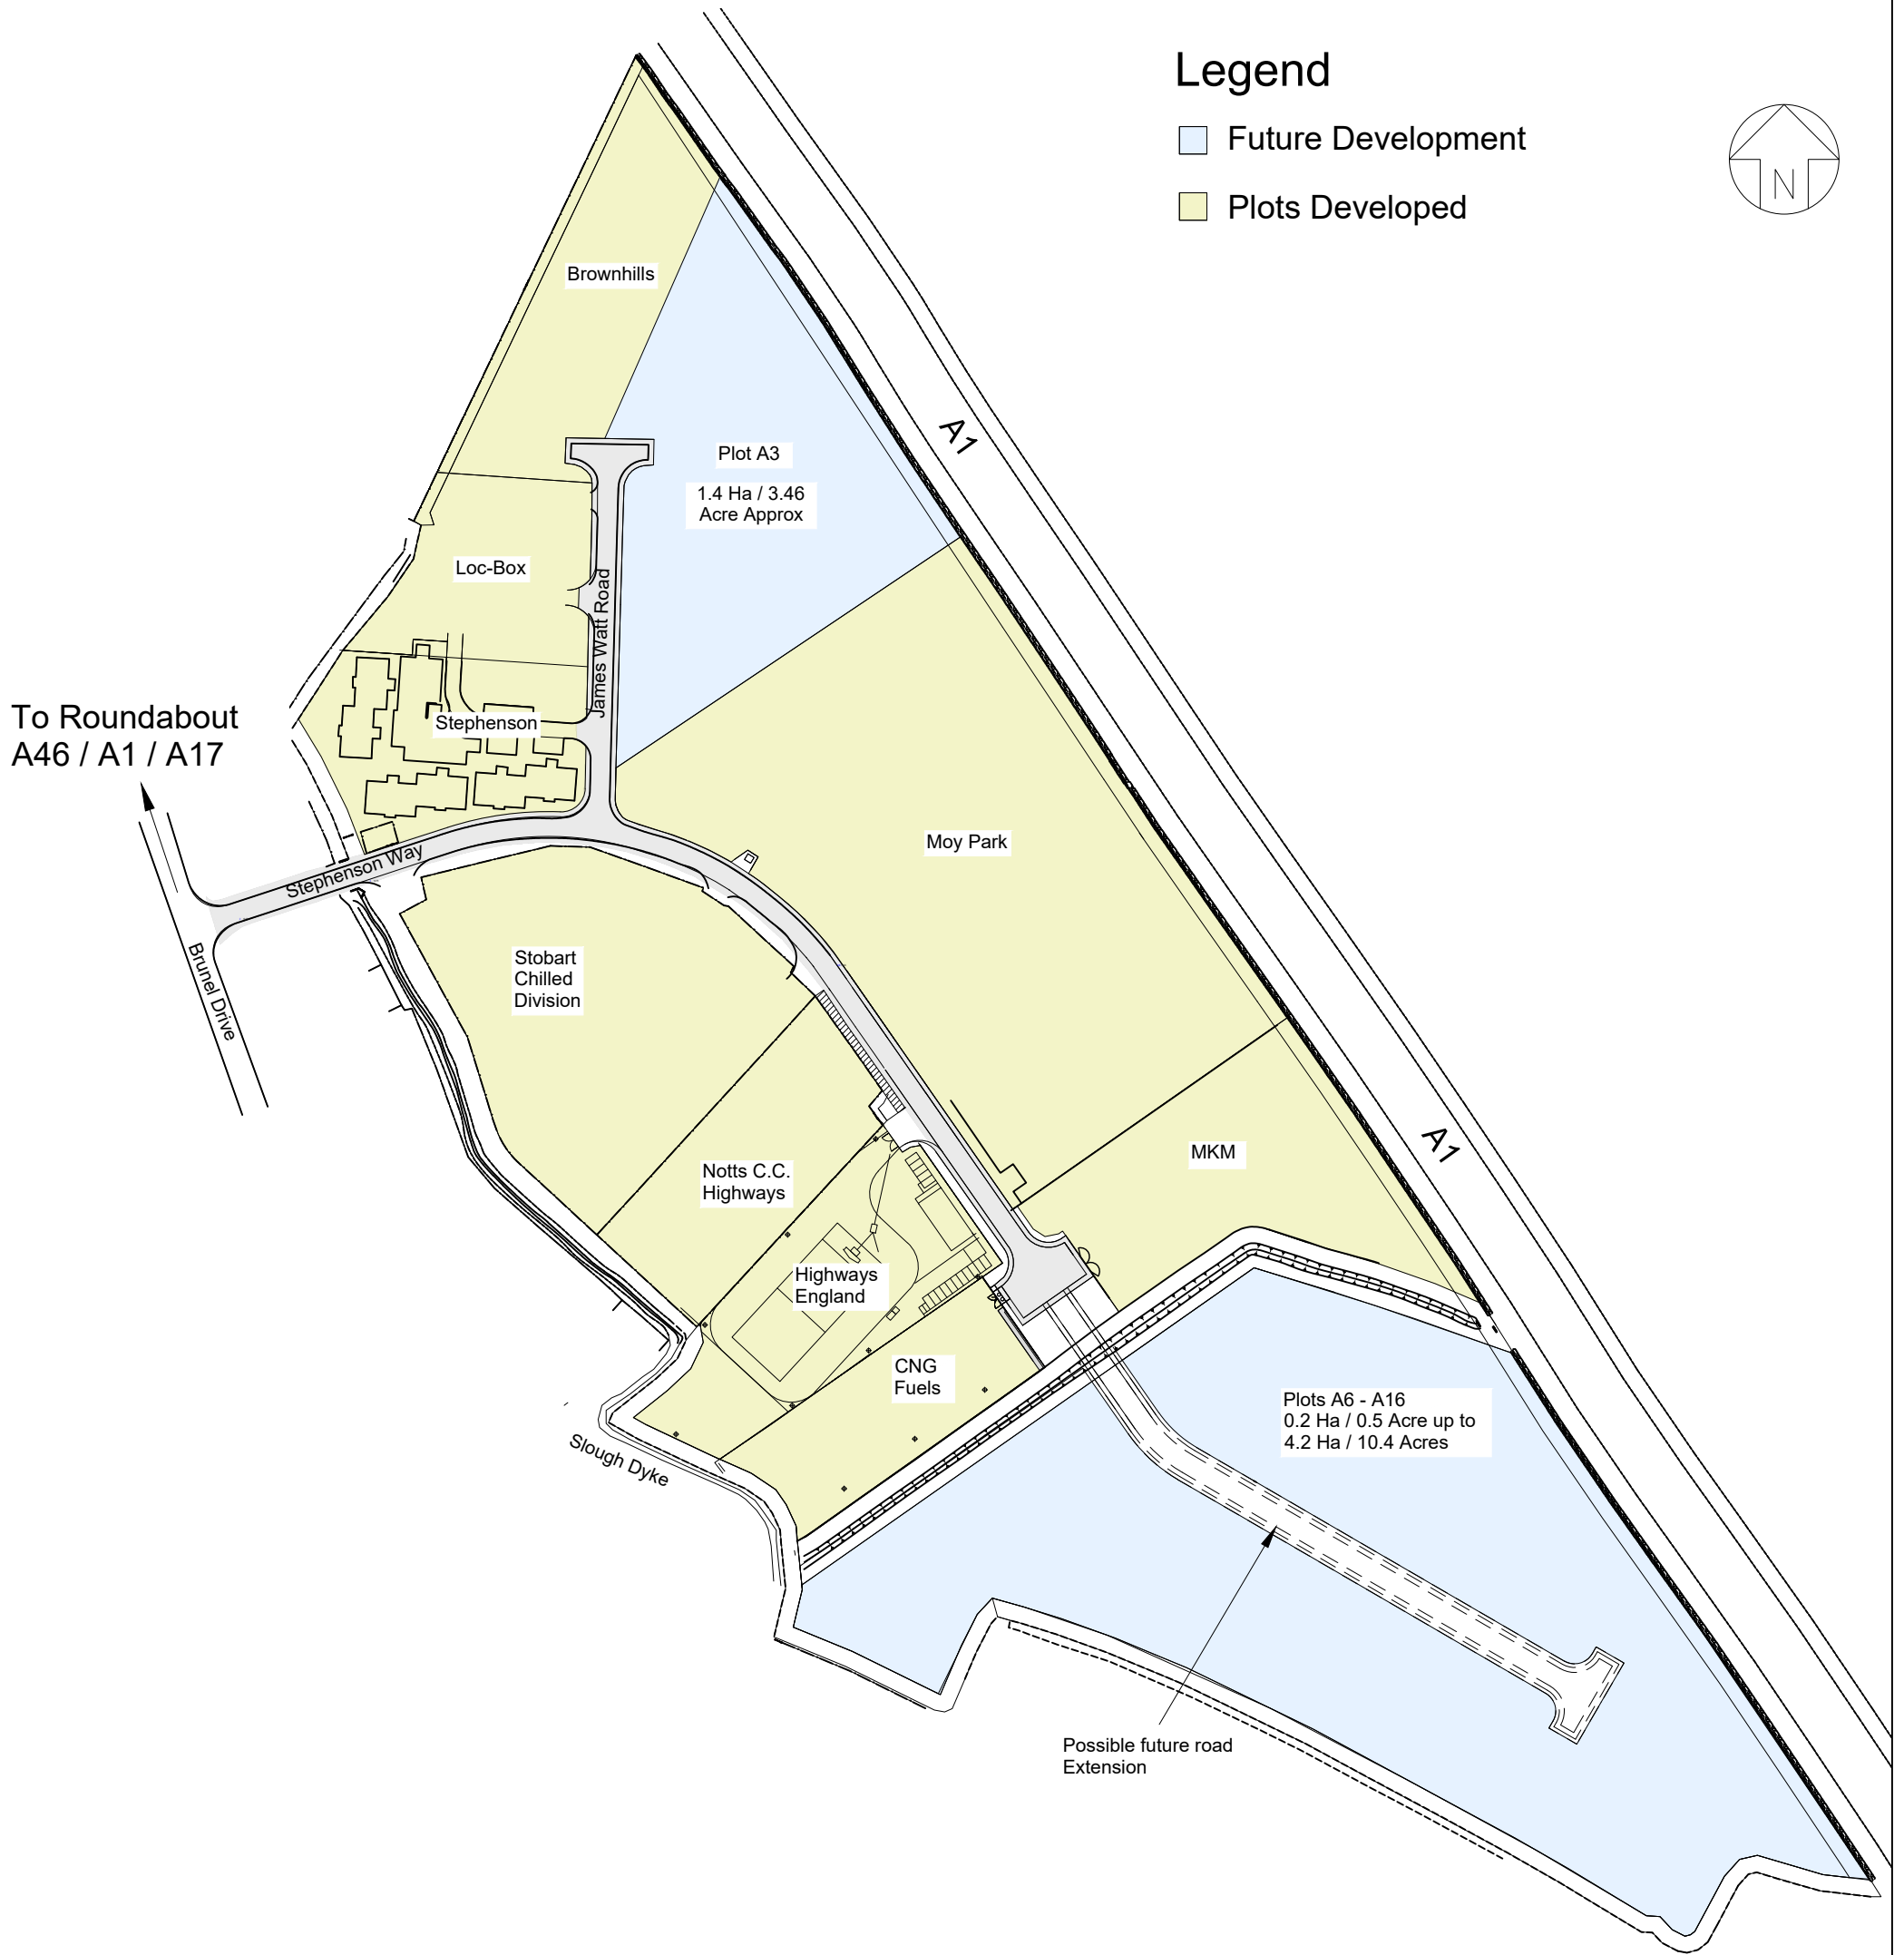 Legend
Future Development
Plots Developed
N
Brownhills
A1
Plot A3
1.4 Ha / 3.46
Acre Approx
Loc-Box
James Watt Road
To Roundabout
A46 / A1 / A17
Stephenson
Moy Park
Stephenson Way
Brunel Drive
Stobart
Chilled
Division
A1
MKM
Notts C.C.
Highways
Highways
England
CNG
Fuels
Plots A6 - A16
0.2 Ha / 0.5 Acre up to
4.2 Ha / 10.4 Acres
Slough Dyke
Possible future road
Extension